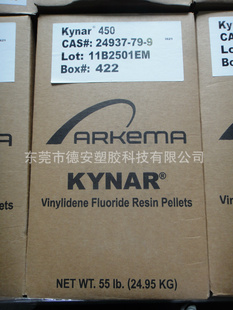 Kynar® 450
CAS#: 24937-79-9
Lot: 11B2501EM
Box#: 422
ARKEMA
东莞市德安塑胶科技有限公司
KYNAR®
Vinylidene Fluoride Resin Pellets
NET WT. 55 lb. (24.95 KG)